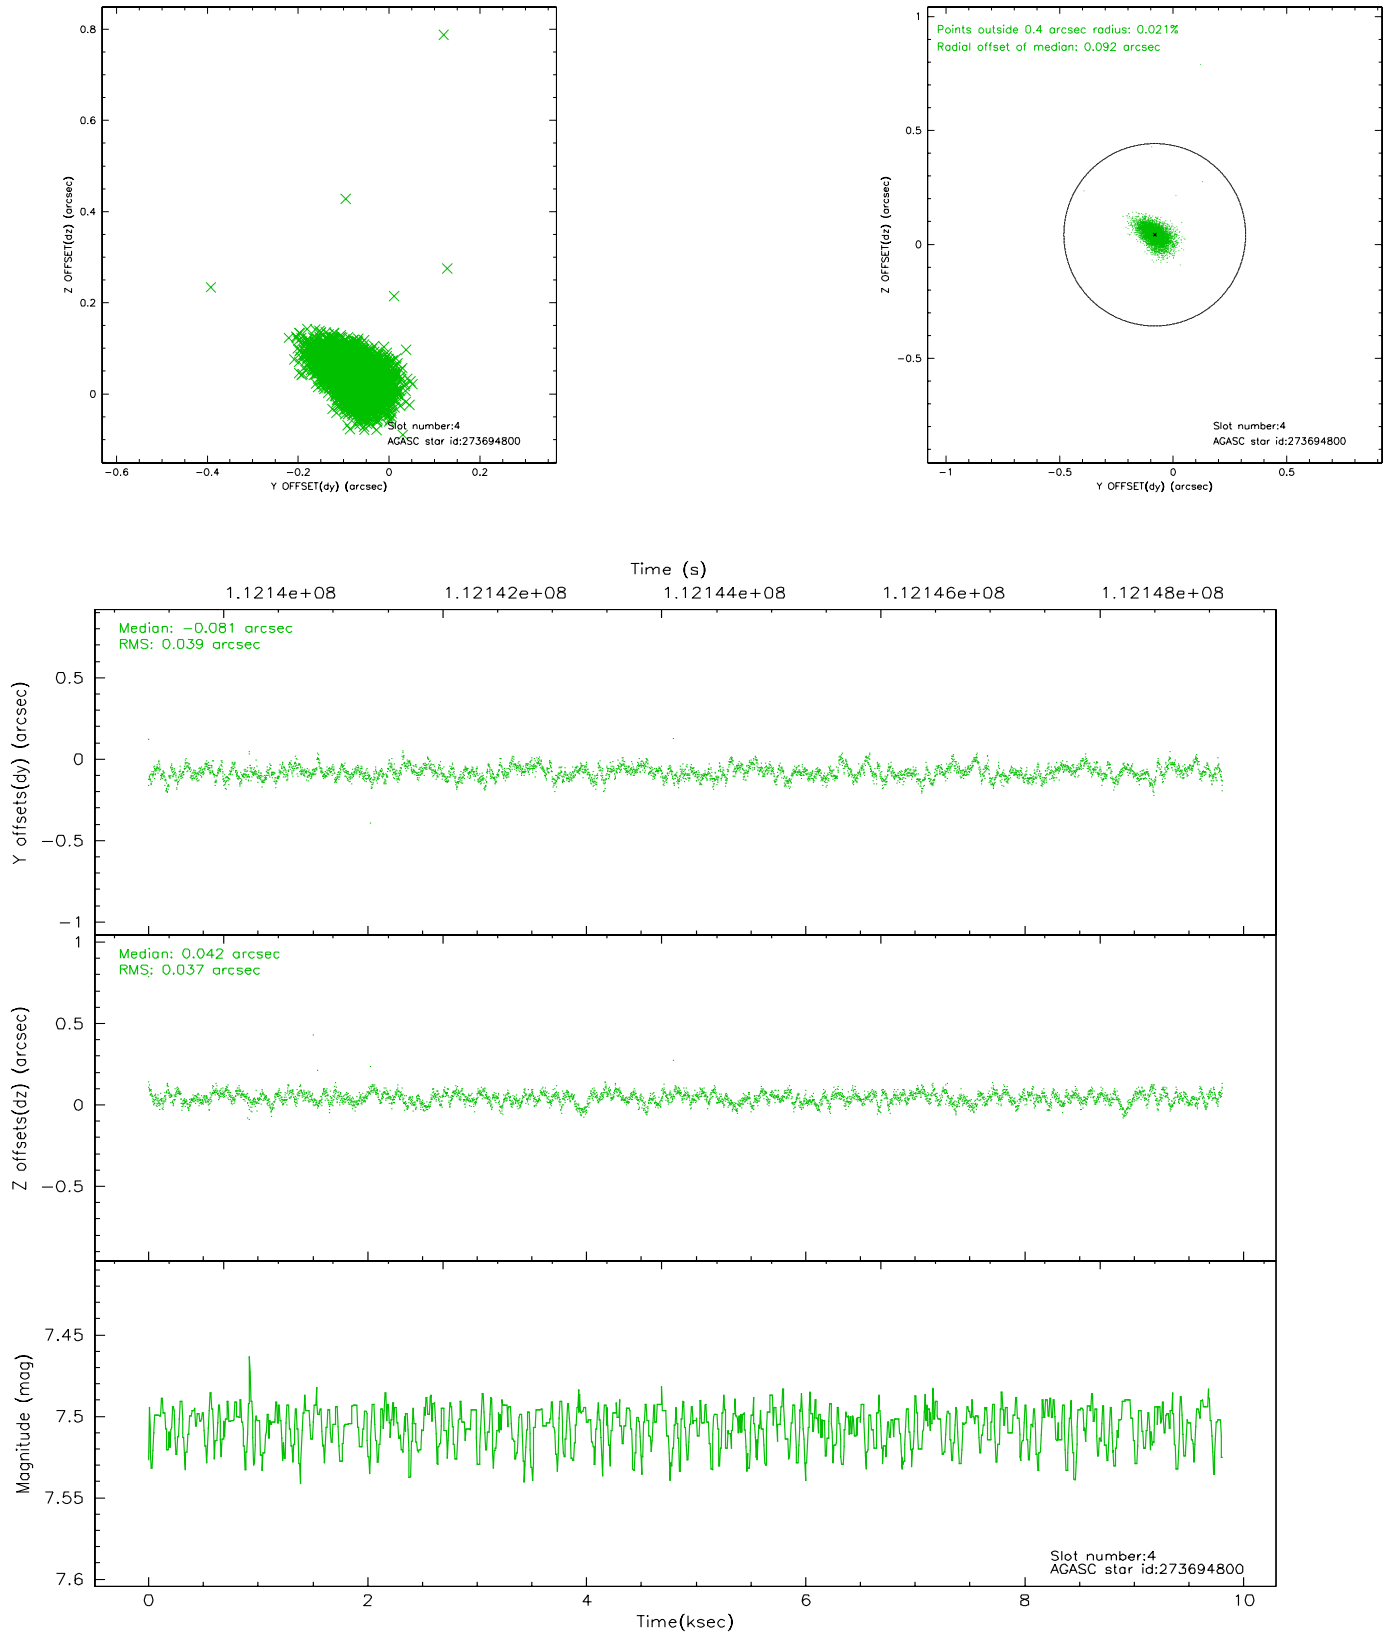 0.8
0.6
0.4
0.2
0
Z OFFSET(dz) (arcsec)
-0.6 -0.4 -0.2 0 0.2
Y OFFSET(dy) (arcsec)
Slot number:4
AGASC star id:273694800
Points outside 0.4 arcsec radius: 0.021%
Radial offset of median: 0.092 arcsec
1
0.5
0
-0.5
Z OFFSET(dz) (arcsec)
-1 -0.5 0 0.5
Y OFFSET(dy) (arcsec)
Slot number:4
AGASC star id:273694800
Time (s)
1.1214e+08 1.12142e+08 1.12144e+08 1.12146e+08 1.12148e+08
Median: -0.081 arcsec
RMS: 0.039 arcsec
0.5
0
-0.5
-1
Y offsets(dy) (arcsec)
Median: 0.042 arcsec
RMS: 0.037 arcsec
1
0.5
0
-0.5
Z offsets(dz) (arcsec)
7.45
7.5
7.55
7.6
Magnitude (mag)
Slot number:4
AGASC star id:273694800
0 2 4 6 8 10
Time(ksec)